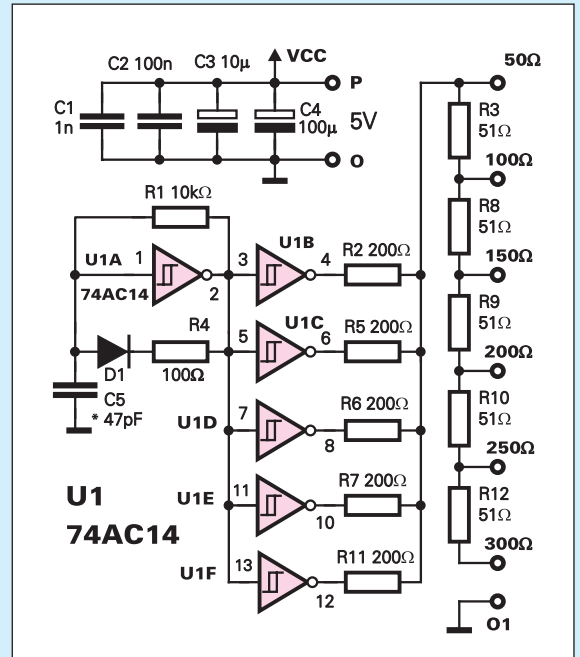 C1 1n
C2 100n
C3 10µ
VCC
P
C4 100µ
5V
O
50Ω
R3 51Ω
100Ω
R8 51Ω
150Ω
R9 51Ω
200Ω
R10 51Ω
250Ω
R12 51Ω
300Ω
O1
R1 10kΩ
U1A
1
74AC14
2
R4
100Ω
D1
C5
* 47pF
U1B
3
4
R2 200Ω
U1C
5
6
R5 200Ω
U1D
7
8
R6 200Ω
U1E
11
10
R7 200Ω
U1F
13
12
R11 200Ω
U1
74AC14